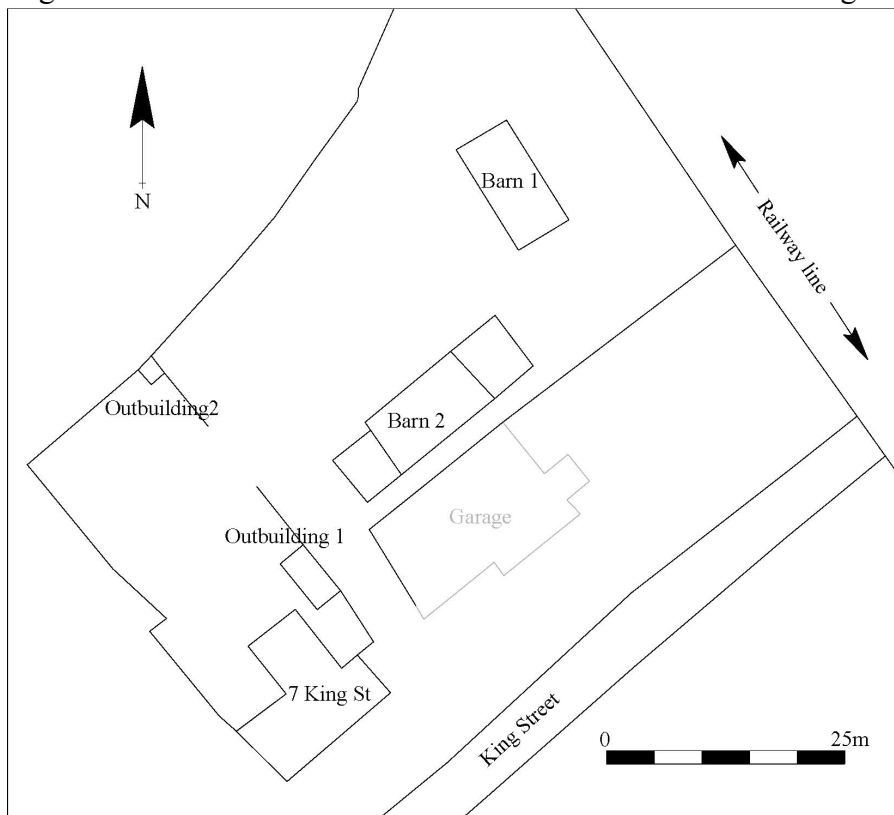 N
Barn 1
Railway line
Outbuilding2
Barn 2
Garage
Outbuilding 1
7 King St
King Street
0
25m